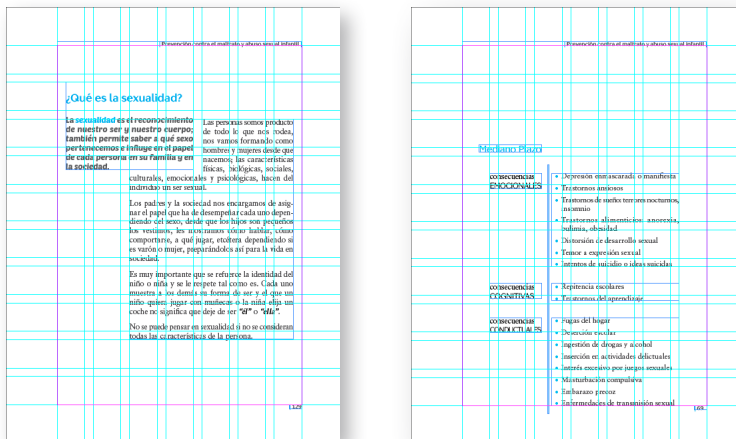 Prevención contra el maltrato y abuso sexual infantil
¿Qué es la sexualidad?
La sexualidad es el reconocimiento
de nuestro ser y nuestro cuerpo;
también permite saber a qué sexo
pertenecemos e influye en el papel
de cada persona en su familia y en
la sociedad.
Las personas somos producto
de todo lo que nos rodea,
nos vamos formando como
hombres y mujeres desde que
nacemos; las características
físicas, biológicas, sociales,
culturales, emocionales y psicológicas, hacen del
individuo un ser sexual.
Los padres y la sociedad nos encargamos de asig-
nar el papel que ha de desempeñar cada uno depen-
diendo del sexo, desde que los hijos son pequeños
los vestimos, les mostramos cómo hablar, cómo
comportarse, a qué jugar, etcétera dependiendo si
es varón o mujer, preparándolos así para la vida en
sociedad.
Es muy importante que se refuerce la identidad del
niño o niña y se le respete tal como es. Cada uno
muestra a los demás su forma de ser y el que un
niño quiera jugar con muñecas o la niña elija un
coche no significa que deje de ser "él" o "ella".
No se puede pensar en sexualidad si no se consideran
todas las características de la persona.
129
Prevención contra el maltrato y abuso sexual infantil
Mediano Plazo
consecuencias
EMOCIONALES
• Depresión enmascarada o manifiesta
• Trastornos ansiosos
• Trastornos de sueño: terrores nocturnos,
insomnio
• Trastornos alimenticios: anorexia,
bulimia, obesidad
• Distorsión de desarrollo sexual
• Temor a expresión sexual
• Intentos de suicidio o ideas suicidas
consecuencias
COGNITIVAS
• Repitencia escolares
• Trastornos del aprendizaje
consecuencias
CONDUCTUALES
• Fugas del hogar
• Deserción escolar
• Ingestión de drogas y alcohol
• Inserción en actividades delictuales
• Interés excesivo por juegos sexuales
• Masturbación compulsiva
• Embarazo precoz
• Enfermedades de transmisión sexual
69